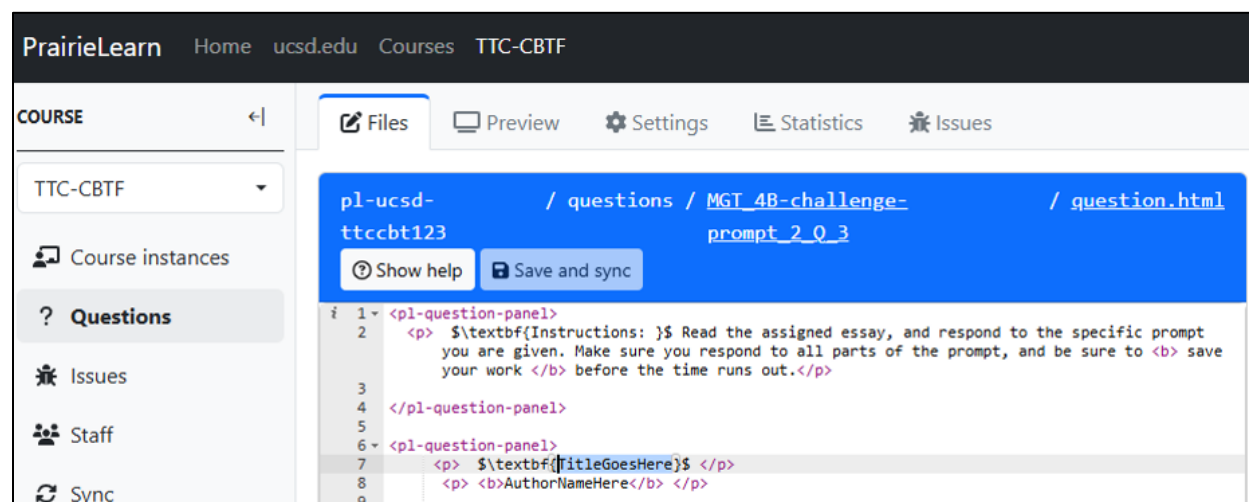 PrairieLearn Home ucsd.edu Courses TTC-CBTF
COURSE
TTC-CBTF
Course instances
? Questions
Issues
Staff
Sync
Files Preview Settings Statistics Issues
pl-ucsd- / questions / MGT_4B-challenge- / question.html
ttccbt123 prompt_2_Q_3
Show help Save and sync
i 1 <pl-question-panel>
2 <p> $\textbf{Instructions: }$ Read the assigned essay, and respond to the specific prompt
you are given. Make sure you respond to all parts of the prompt, and be sure to <b> save
your work </b> before the time runs out.</p>
3
4 </pl-question-panel>
5
6 <pl-question-panel>
7 <p> $\textbf{TitleGoesHere}$ </p>
8 <p> <b>AuthorNameHere</b> </p>
9